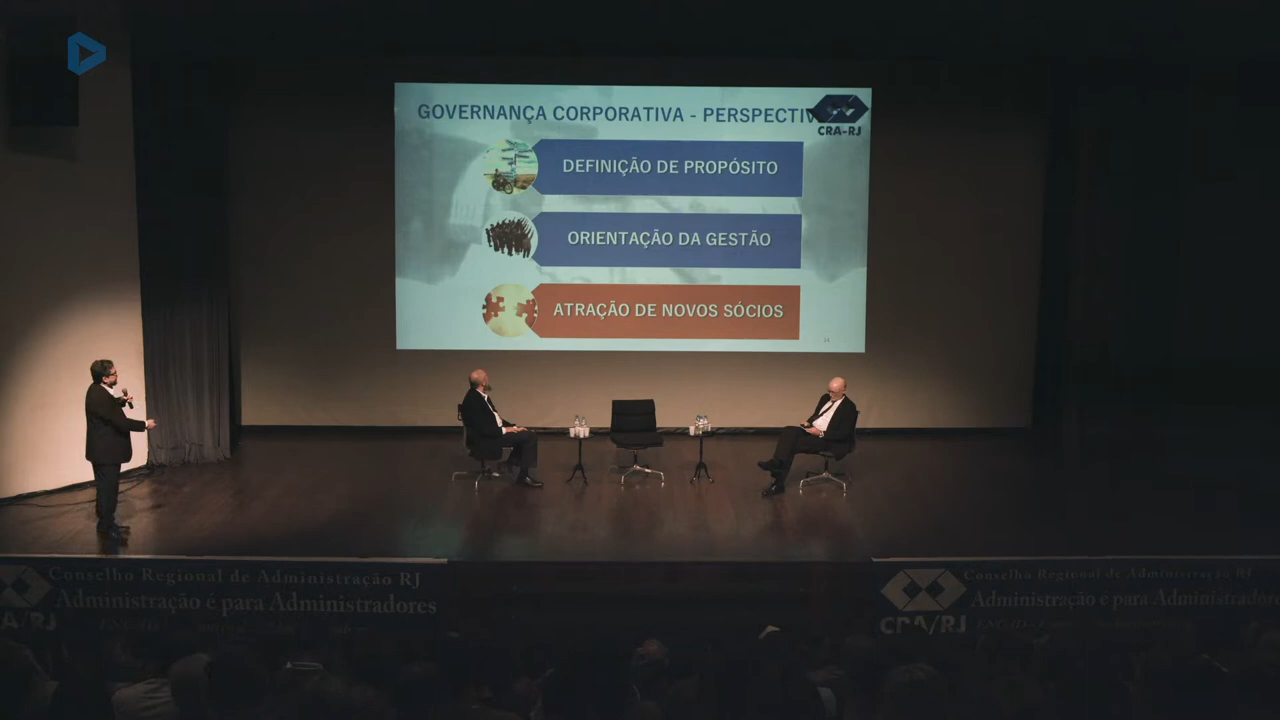 GOVERNANÇA CORPORATIVA - PERSPECTIV
CRA-RJ
DEFINIÇÃO DE PROPÓSITO
ORIENTAÇÃO DA GESTÃO
ATRAÇÃO DE NOVOS SÓCIOS
14
Conselho Regional de Administração RJ
Administração é para Administradores
A/RJ
Conselho Regional de Administração RJ
Administração é para Administradores
CRA/RJ